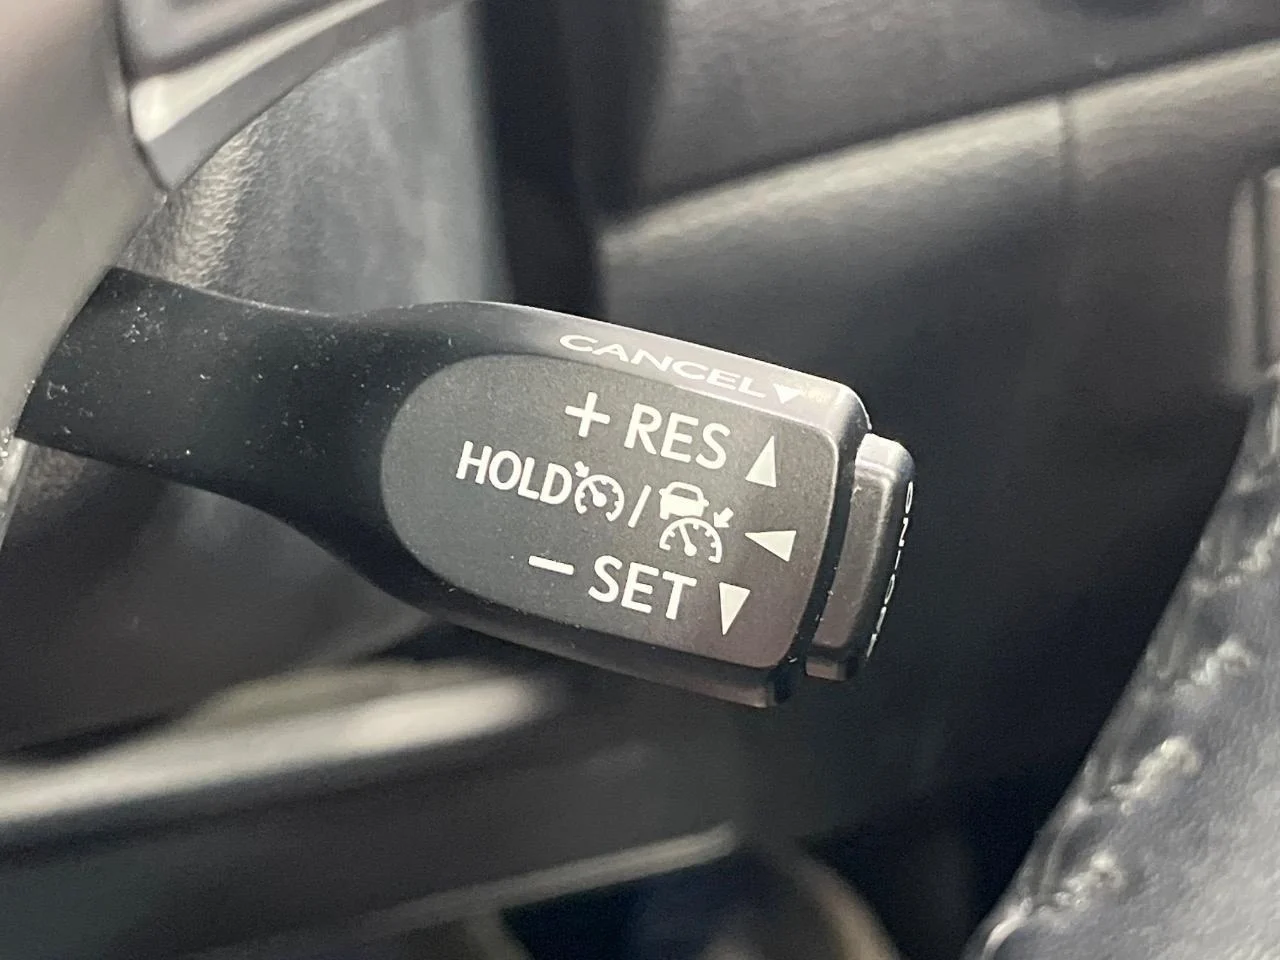 CANCEL▼
+ RES ▲
HOLD / ◀
− SET ▼